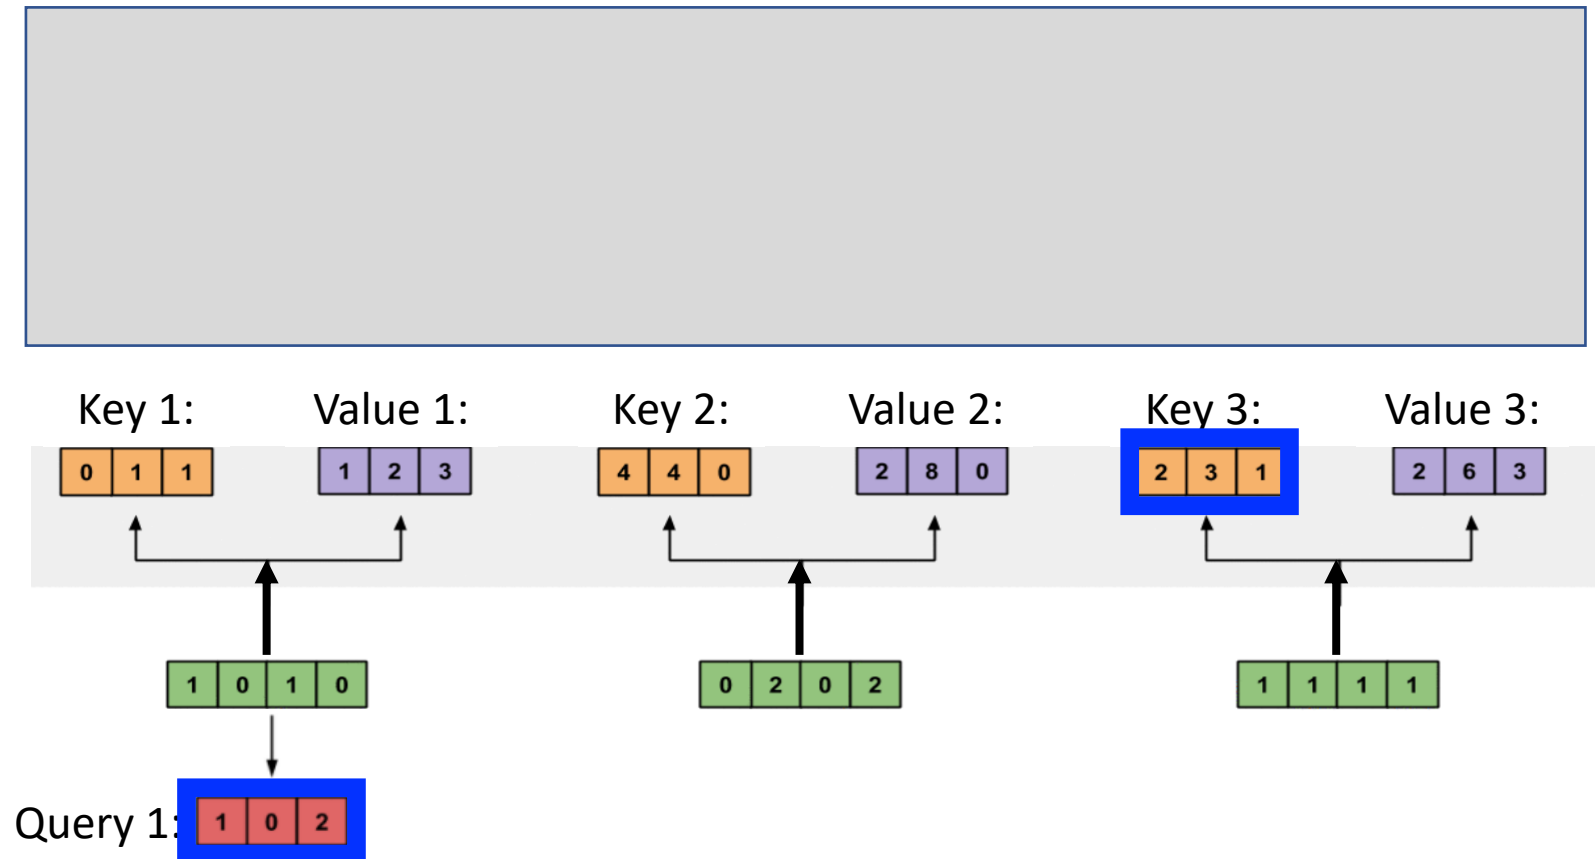 Key 1: Value 1: Key 2: Value 2: Key 3: Value 3:
0 1 1 1 2 3 4 4 0 2 8 0 2 3 1 2 6 3
1 0 1 0 0 2 0 2 1 1 1 1
Query 1: 1 0 2